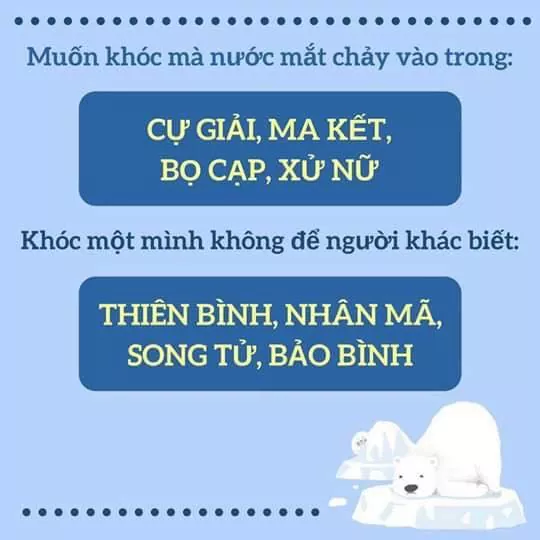 Muốn khóc mà nước mắt chảy vào trong:
CỰ GIẢI, MA KẾT,
BỌ CẠP, XỬ NỮ
Khóc một mình không để người khác biết:
THIÊN BÌNH, NHÂN MÃ,
SONG TỬ, BẢO BÌNH